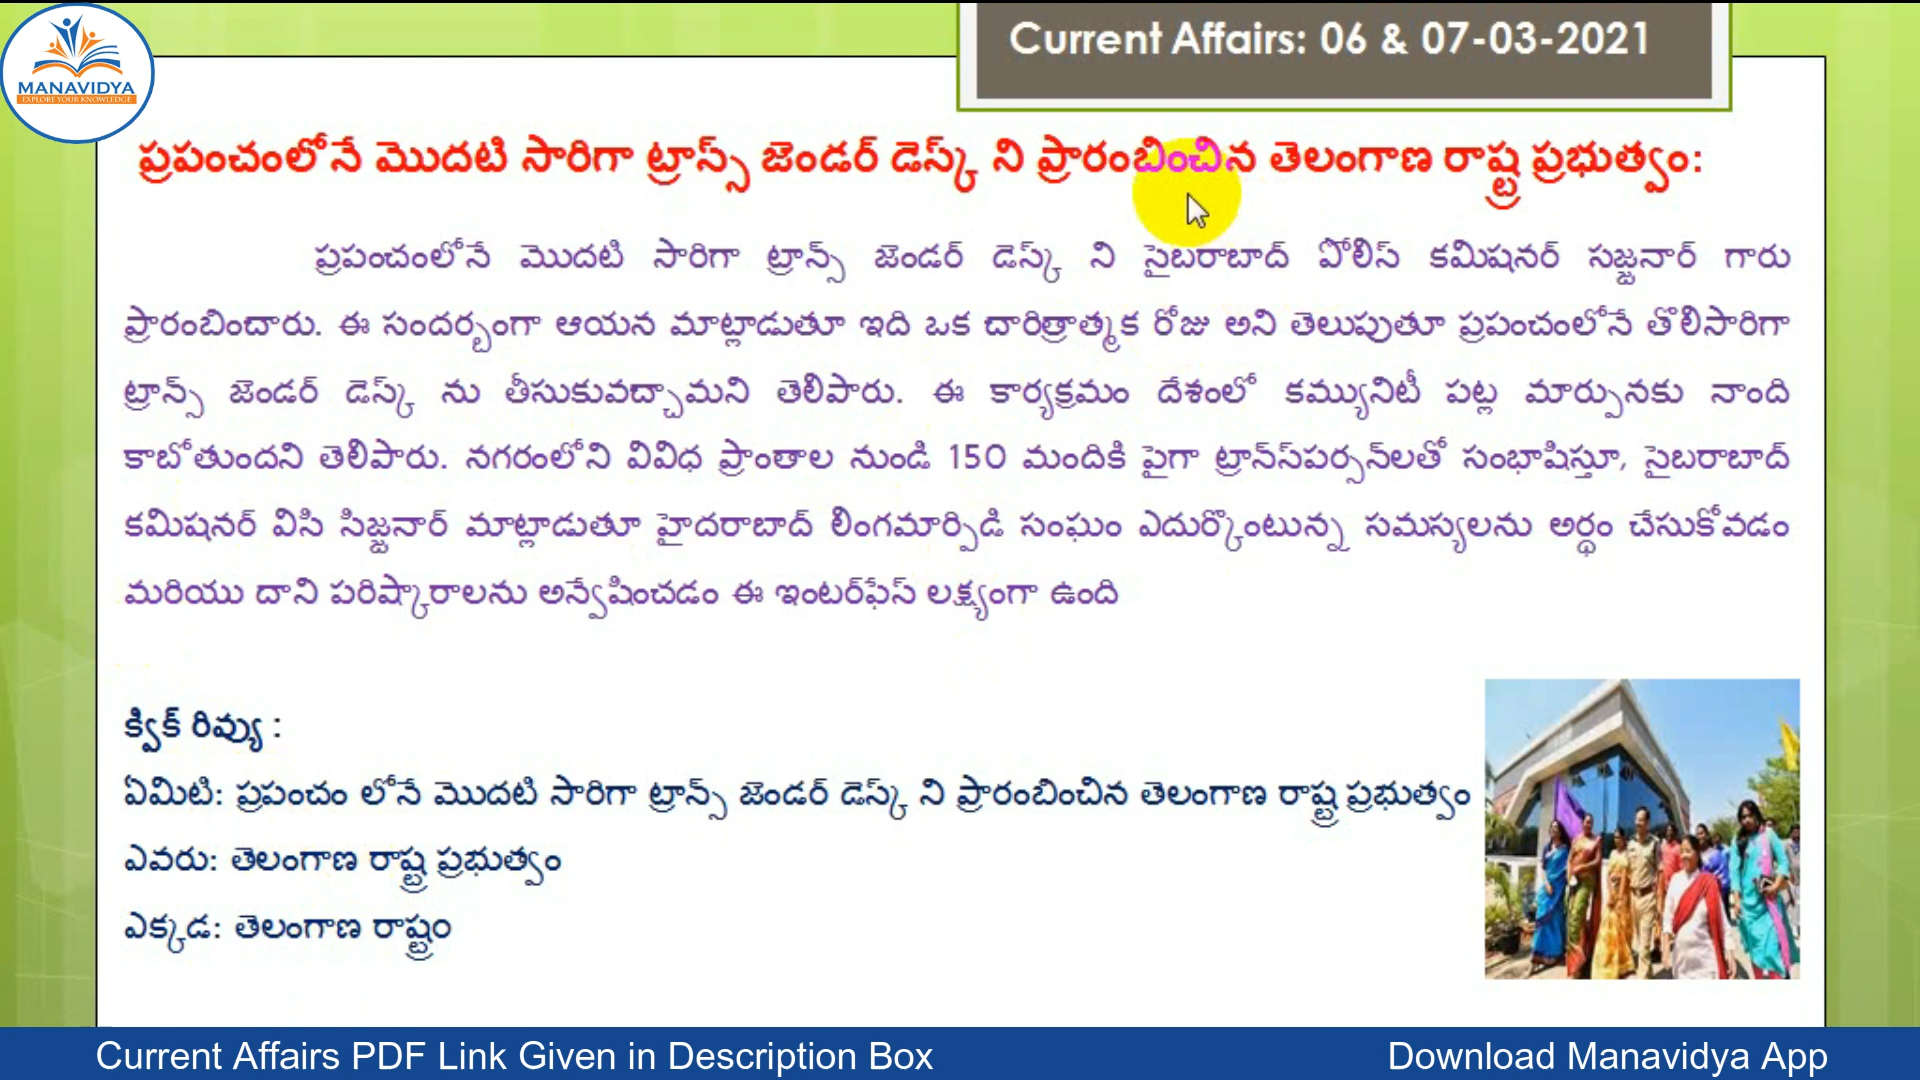 MANAVIDYA
EXPLORE YOUR KNOWLEDGE
Current Affairs: 06 & 07-03-2021
ప్రపంచంలోనే మొదటి సారిగా ట్రాన్స్ జెండర్ డెస్క్ ని ప్రారంబించిన తెలంగాణ రాష్ట్ర ప్రభుత్వం:
ప్రపంచంలోనే మొదటి సారిగా ట్రాన్స్ జెండర్ డెస్క్ ని సైబరాబాద్ పోలిస్ కమిషనర్ సజ్జనార్ గారు
ప్రారంబించారు. ఈ సందర్బంగా ఆయన మాట్లాడుతూ ఇది ఒక చారిత్రాత్మక రోజు అని తెలుపుతూ ప్రపంచంలోనే తొలిసారిగా
ట్రాన్స్ జెండర్ డెస్క్ ను తీసుకువచ్చామని తెలిపారు. ఈ కార్యక్రమం దేశంలో కమ్యునిటీ పట్ల మార్పునకు నాంది
కాబోతుందని తెలిపారు. నగరంలోని వివిధ ప్రాంతాల నుండి 150 మందికి పైగా ట్రాన్‌స్‌పర్సన్‌లతో సంభాషిస్తూ, సైబరాబాద్
కమిషనర్ విసి సిజ్జనార్ మాట్లాడుతూ హైదరాబాద్ లింగమార్పిడి సంఘం ఎదుర్కొంటున్న సమస్యలను అర్ధం చేసుకోవడం
మరియు దాని పరిష్కారాలను అన్వేషించడం ఈ ఇంటర్‌ఫేస్ లక్ష్యంగా ఉంది
క్విక్ రివ్యు :
ఏమిటి: ప్రపంచం లోనే మొదటి సారిగా ట్రాన్స్ జెండర్ డెస్క్ ని ప్రారంబించిన తెలంగాణ రాష్ట్ర ప్రభుత్వం
ఎవరు: తెలంగాణ రాష్ట్ర ప్రభుత్వం
ఎక్కడ: తెలంగాణ రాష్ట్రం
Current Affairs PDF Link Given in Description Box
Download Manavidya App